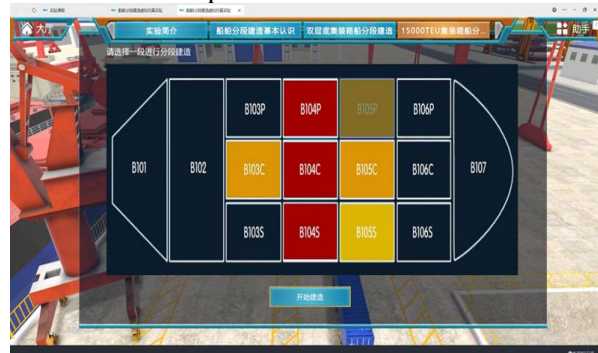 大厅
实验简介
船舶分段建造基本认识
双层底集装箱船分段建造
15000TEU集装箱船分...
助手
请选择一段进行分段建造
B103P
B104P
B105P
B106P
B101
B102
B103C
B104C
B105C
B106C
B107
B103S
B104S
B105S
B106S
开始建造